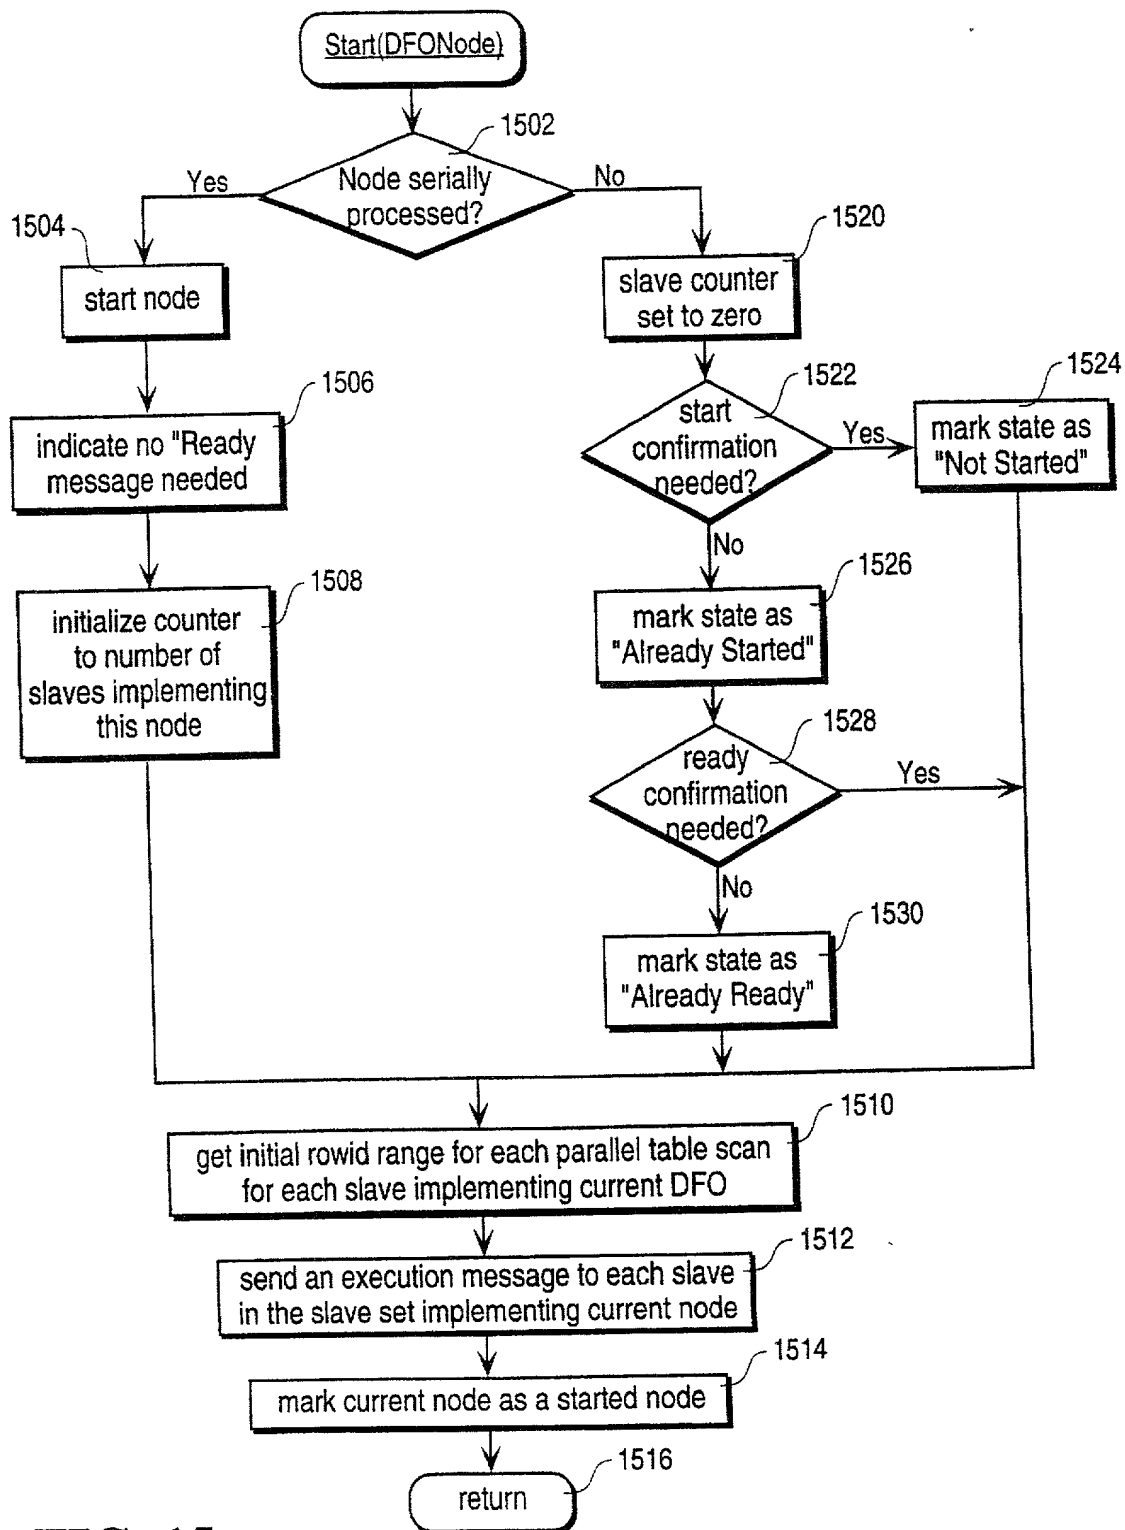 Start(DFONode)
1502
Node serially
processed?
Yes
No
1504
start node
1506
indicate no "Ready
message needed
1508
initialize counter
to number of
slaves implementing
this node
1520
slave counter
set to zero
1522
start
confirmation
needed?
Yes
1524
mark state as
"Not Started"
No
1526
mark state as
"Already Started"
1528
ready
confirmation
needed?
Yes
No
1530
mark state as
"Already Ready"
1510
get initial rowid range for each parallel table scan
for each slave implementing current DFO
1512
send an execution message to each slave
in the slave set implementing current node
1514
mark current node as a started node
1516
return